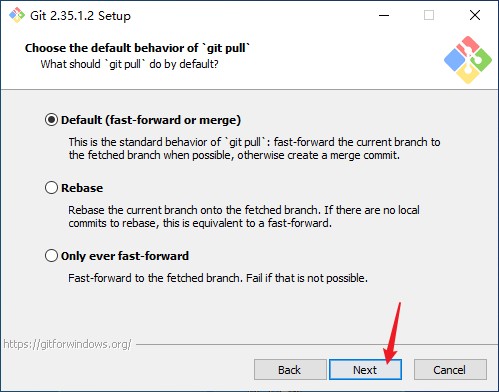 Git 2.35.1.2 Setup
Choose the default behavior of `git pull`
What should `git pull` do by default?
Default (fast-forward or merge)
This is the standard behavior of `git pull`: fast-forward the current branch to
the fetched branch when possible, otherwise create a merge commit.
Rebase
Rebase the current branch onto the fetched branch. If there are no local
commits to rebase, this is equivalent to a fast-forward.
Only ever fast-forward
Fast-forward to the fetched branch. Fail if that is not possible.
https://gitforwindows.org/
Back Next Cancel